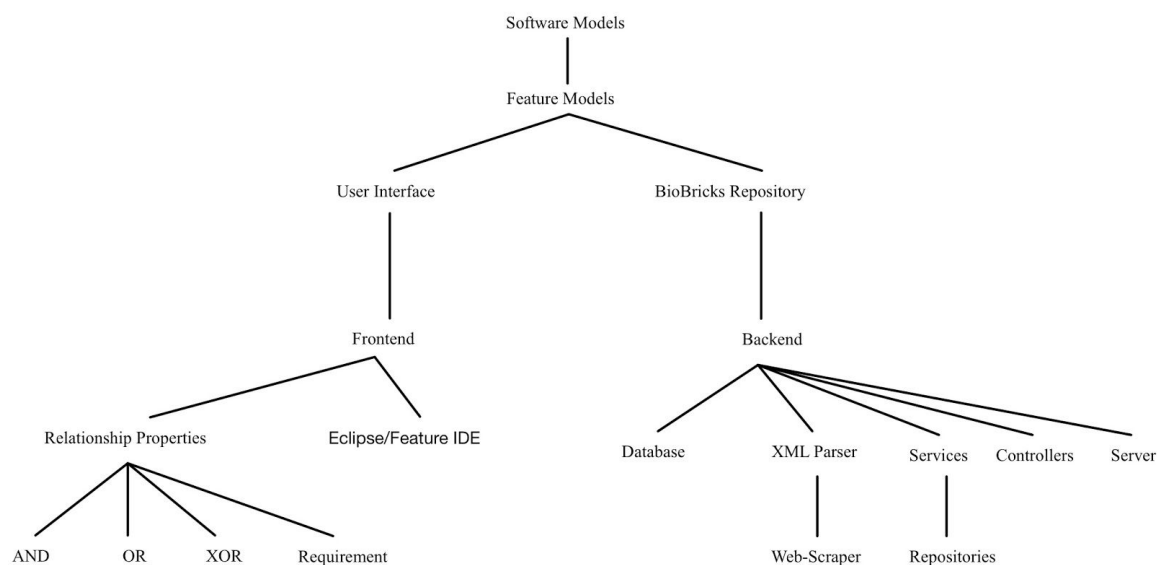 Software Models
Feature Models
User Interface
BioBricks Repository
Frontend
Backend
Relationship Properties
Eclipse/Feature IDE
Database
XML Parser
Services
Controllers
Server
AND
OR
XOR
Requirement
Web-Scraper
Repositories